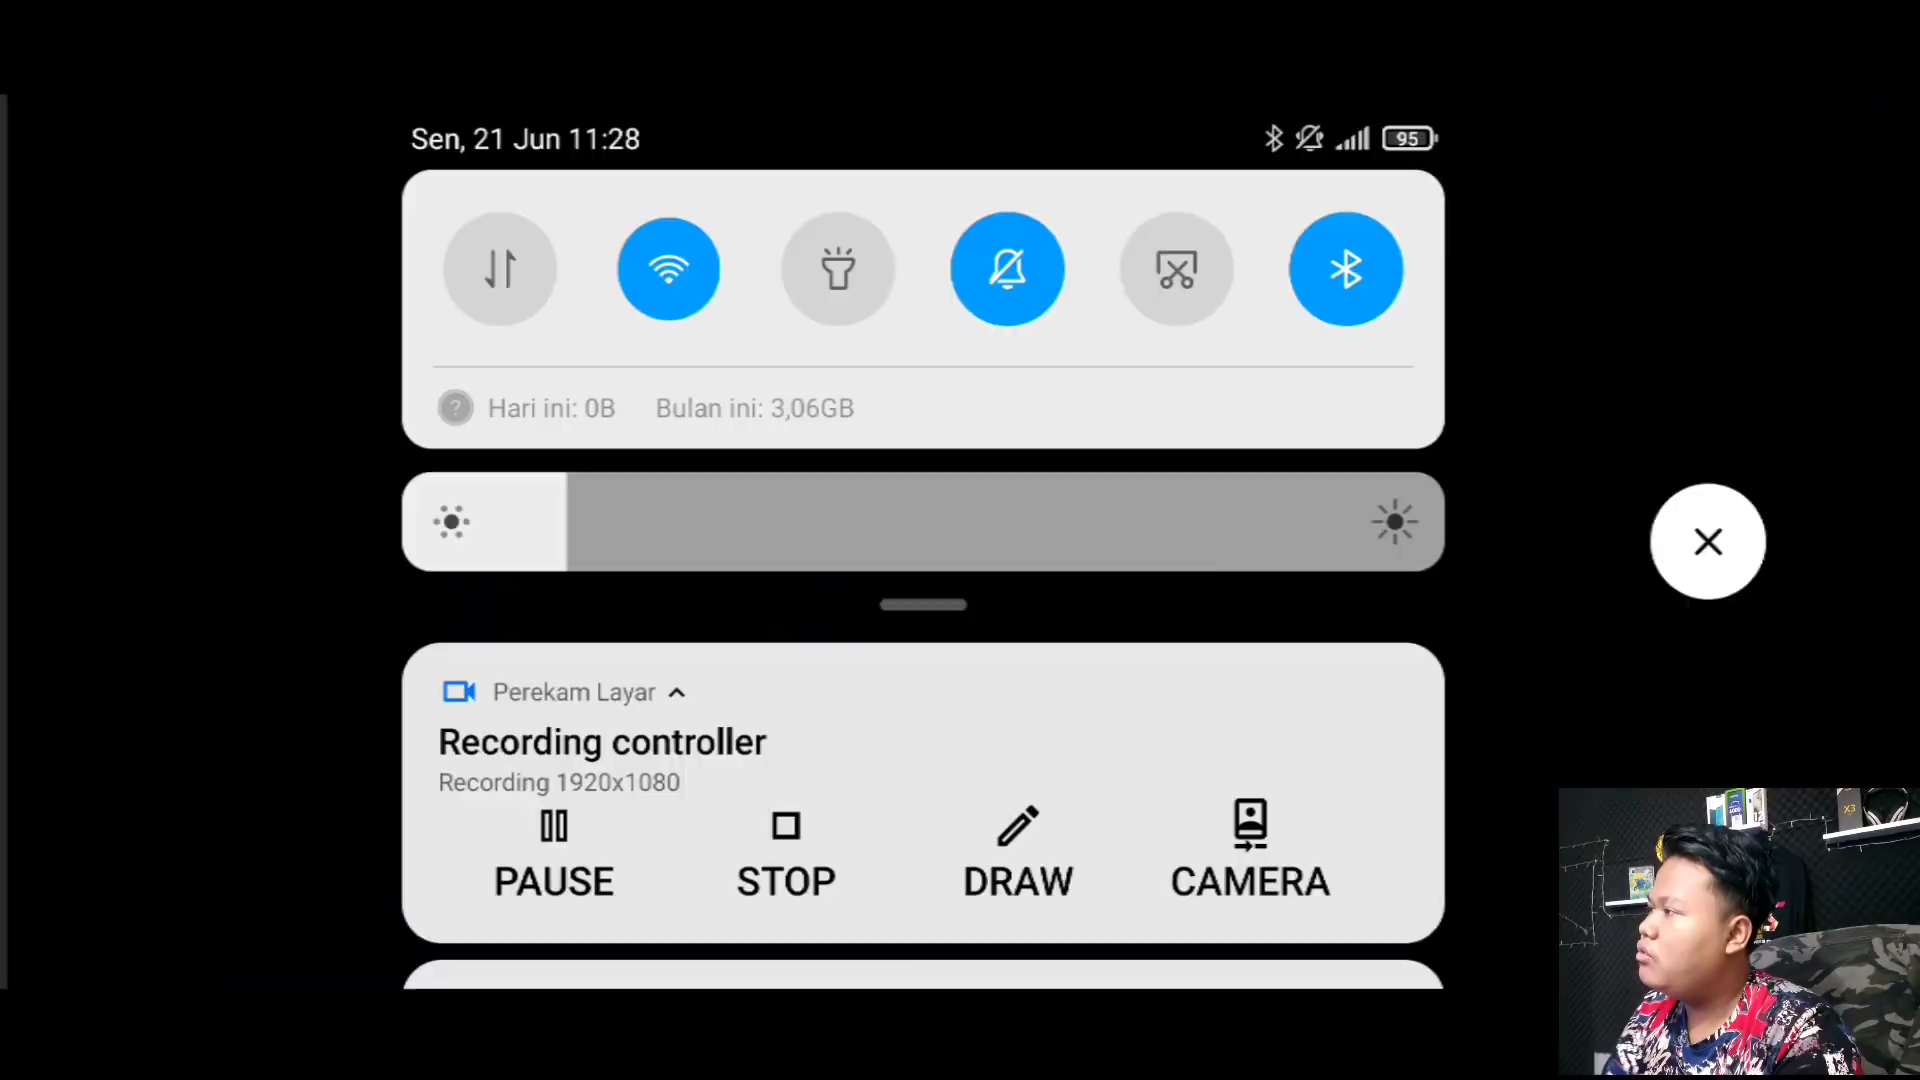 Sen, 21 Jun 11:28
95
Hari ini: 0B Bulan ini: 3,06GB
Perekam Layar
Recording controller
Recording 1920x1080
PAUSE STOP DRAW CAMERA
X3